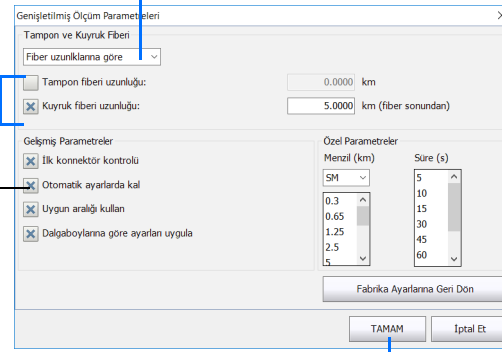 Genişletilmiş Ölçüm Parametreleri
Tampon ve Kuyruk Fiberi
Fiber uzunlklarına göre
Tampon fiberi uzunluğu: 0.0000 km
Kuyruk fiberi uzunluğu: 5.0000 km (fiber sonundan)
Gelişmiş Parametreler
İlk konnektör kontrolü
Otomatik ayarlarda kal
Uygun aralığı kullan
Dalgaboylarına göre ayarları uygula
Özel Parametreler
Menzil (km) Süre (s)
SM
0.3
0.65
1.25
2.5
5
5
10
15
30
45
60
Fabrika Ayarlarına Geri Dön
TAMAM İptal Et